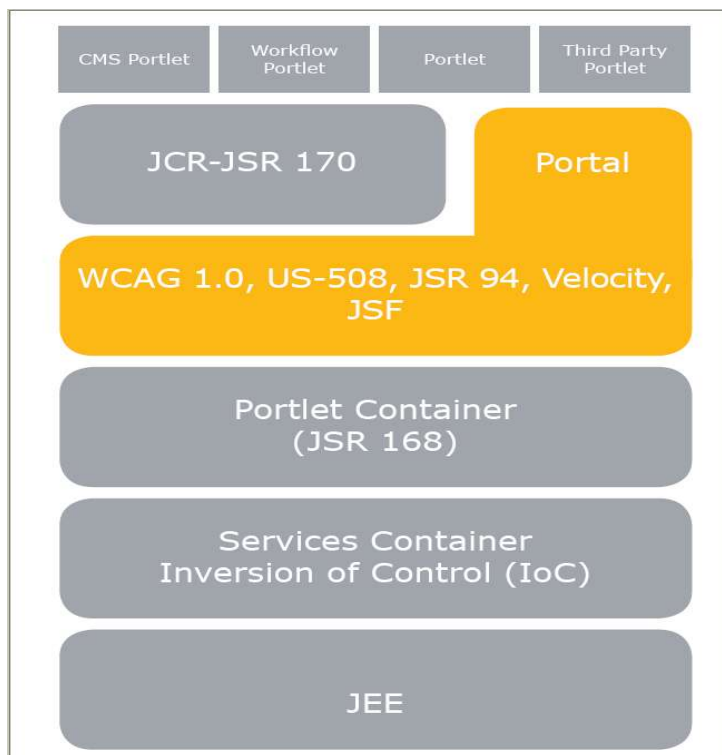 CMS Portlet
Workflow
Portlet
Portlet
Third Party
Portlet
JCR-JSR 170
Portal
WCAG 1.0, US-508, JSR 94, Velocity,
JSF
Portlet Container
(JSR 168)
Services Container
Inversion of Control (IoC)
JEE